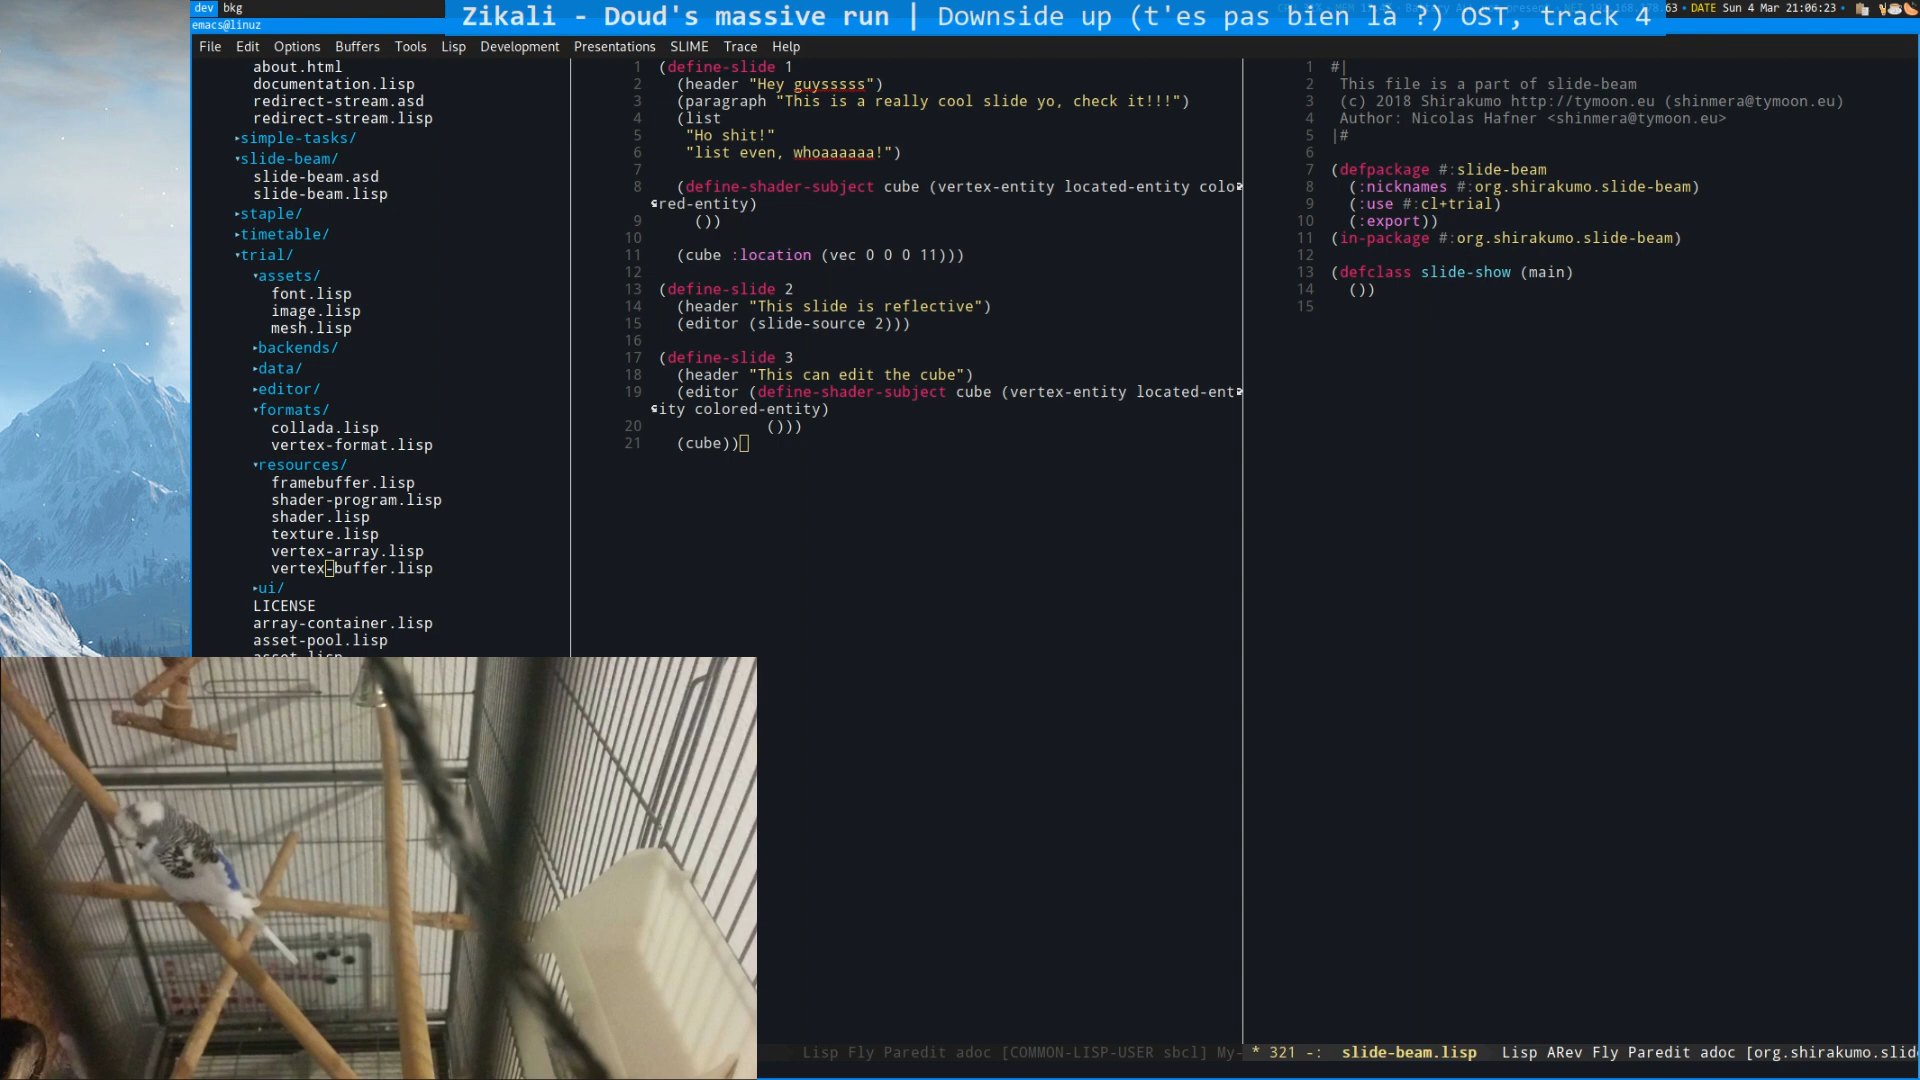 dev bkg
Zikali - Doud's massive run | Downside up (t'es pas bien là ?) OST, track 4
63 • DATE Sun 4 Mar 21:06:23 •
emacs@linuz
File Edit Options Buffers Tools Lisp Development Presentations SLIME Trace Help
about.html
documentation.lisp
redirect-stream.asd
redirect-stream.lisp
▸simple-tasks/
▾slide-beam/
slide-beam.asd
slide-beam.lisp
▸staple/
▸timetable/
▾trial/
▾assets/
font.lisp
image.lisp
mesh.lisp
▸backends/
▸data/
▸editor/
▾formats/
collada.lisp
vertex-format.lisp
▾resources/
framebuffer.lisp
shader-program.lisp
shader.lisp
texture.lisp
vertex-array.lisp
vertex-buffer.lisp
▸ui/
LICENSE
array-container.lisp
asset-pool.lisp
asset.lisp
1 (define-slide 1
2 (header "Hey guysssss")
3 (paragraph "This is a really cool slide yo, check it!!!")
4 (list
5 "Ho shit!"
6 "list even, whoaaaaaa!")
7
8 (define-shader-subject cube (vertex-entity located-entity colo
red-entity)
9 ())
10
11 (cube :location (vec 0 0 0 11)))
12
13 (define-slide 2
14 (header "This slide is reflective")
15 (editor (slide-source 2)))
16
17 (define-slide 3
18 (header "This can edit the cube")
19 (editor (define-shader-subject cube (vertex-entity located-ent
ity colored-entity)
20 ()))
21 (cube))
Lisp Fly Paredit adoc [COMMON-LISP-USER sbcl] My-
1 #|
2 This file is a part of slide-beam
3 (c) 2018 Shirakumo http://tymoon.eu (shinmera@tymoon.eu)
4 Author: Nicolas Hafner <shinmera@tymoon.eu>
5 |#
6
7 (defpackage #:slide-beam
8 (:nicknames #:org.shirakumo.slide-beam)
9 (:use #:cl+trial)
10 (:export))
11 (in-package #:org.shirakumo.slide-beam)
12
13 (defclass slide-show (main)
14 ())
15
* 321 -: slide-beam.lisp Lisp ARev Fly Paredit adoc [org.shirakumo.slid